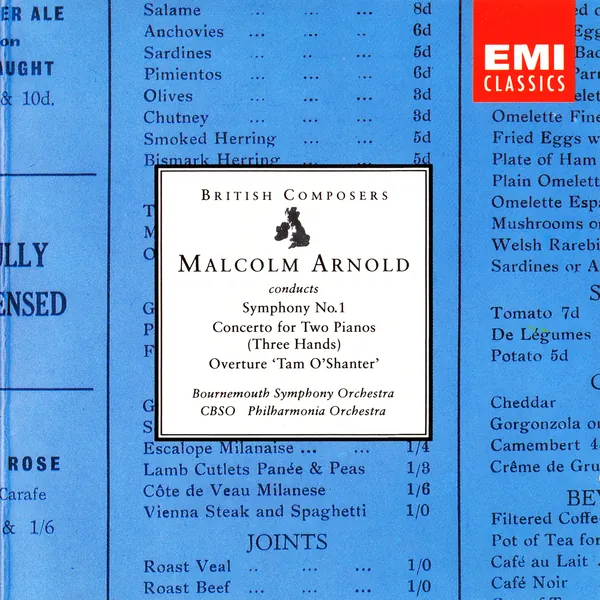 ER ALE
on
AUGHT
& 10d.
ULLY
ENSED
ROSE
Carafe
& 1/6
Salame .. ... ... 8d
Anchovies ... ... 6d
Sardines .. ... ... 5d
Pimientos ... ... 6d
Olives ... ... ... 3d
Chutney ... ... 3d
Smoked Herring ... ... 5d
Bismark Herring ... ... 5d
EMI
CLASSICS
Omelette Fine
Fried Eggs w
Plate of Ham
Plain Omelette
Omelette Espa
Mushrooms o
Welsh Rarebi
Sardines or A
BRITISH COMPOSERS
MALCOLM ARNOLD
conducts
Symphony No.1
Concerto for Two Pianos
(Three Hands)
Overture ‘Tam O’Shanter’
Bournemouth Symphony Orchestra
CBSO Philharmonia Orchestra
Escalope Milanaise ... ... 1/4
Lamb Cutlets Panée & Peas 1/3
Côte de Veau Milanese 1/6
Vienna Steak and Spaghetti 1/0
JOINTS
Roast Veal .. ... ... 1/0
Roast Beef ... ... ... 1/0
S
Tomato 7d
De Légumes
Potato 5d
C
Cheddar
Gorgonzola o
Camembert 4
Crême de Gru
BEV
Filtered Coffe
Pot of Tea fo
Café au Lait .
Café Noir